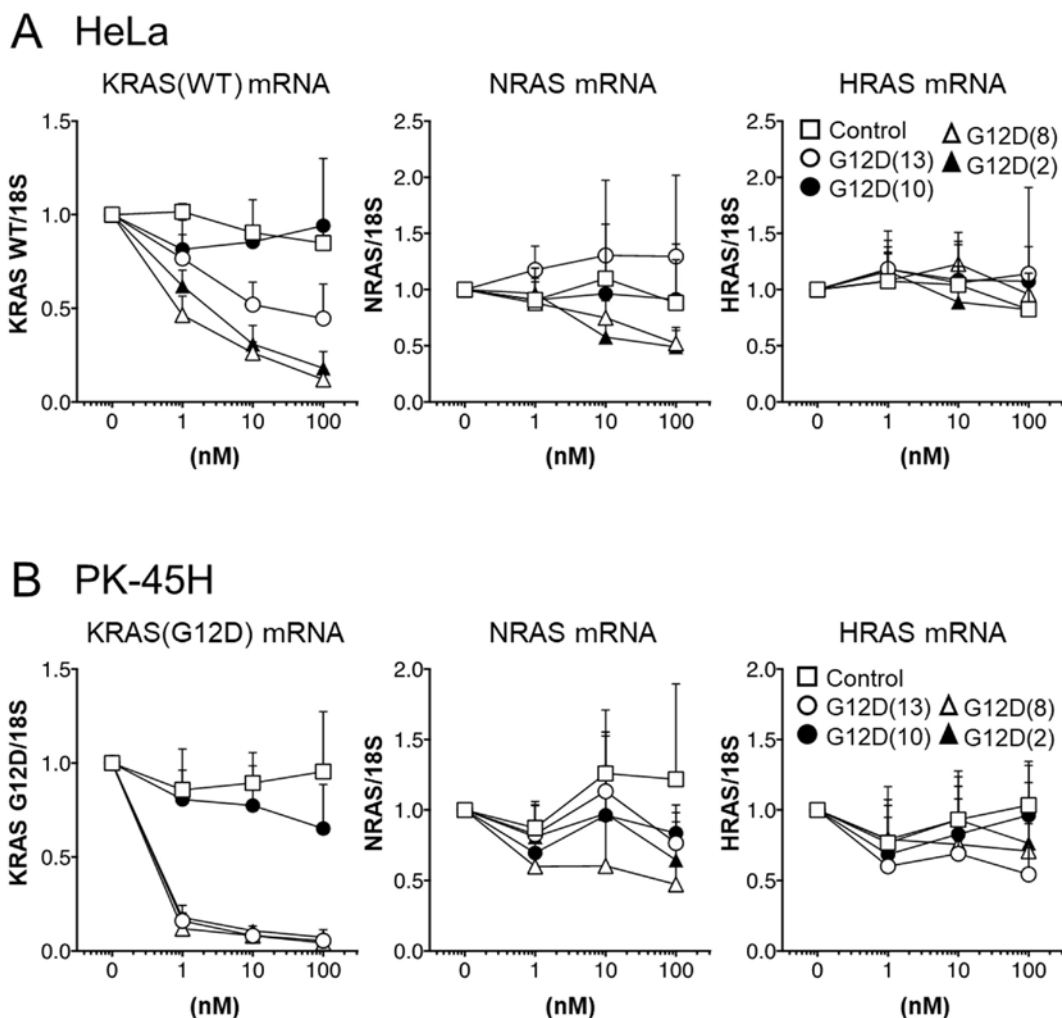 A HeLa
KRAS(WT) mRNA
NRAS mRNA
HRAS mRNA
KRAS WT/18S
1.5
1.0
0.5
0.0
0 1 10 100
(nM)
NRAS/18S
2.5
2.0
1.5
1.0
0.5
0.0
0 1 10 100
(nM)
HRAS/18S
2.5
2.0
1.5
1.0
0.5
0.0
0 1 10 100
(nM)
Control
G12D(13)
G12D(10)
G12D(8)
G12D(2)
B PK-45H
KRAS(G12D) mRNA
NRAS mRNA
HRAS mRNA
KRAS G12D/18S
1.5
1.0
0.5
0.0
0 1 10 100
(nM)
NRAS/18S
2.0
1.5
1.0
0.5
0.0
0 1 10 100
(nM)
HRAS/18S
2.0
1.5
1.0
0.5
0.0
0 1 10 100
(nM)
Control
G12D(13)
G12D(10)
G12D(8)
G12D(2)